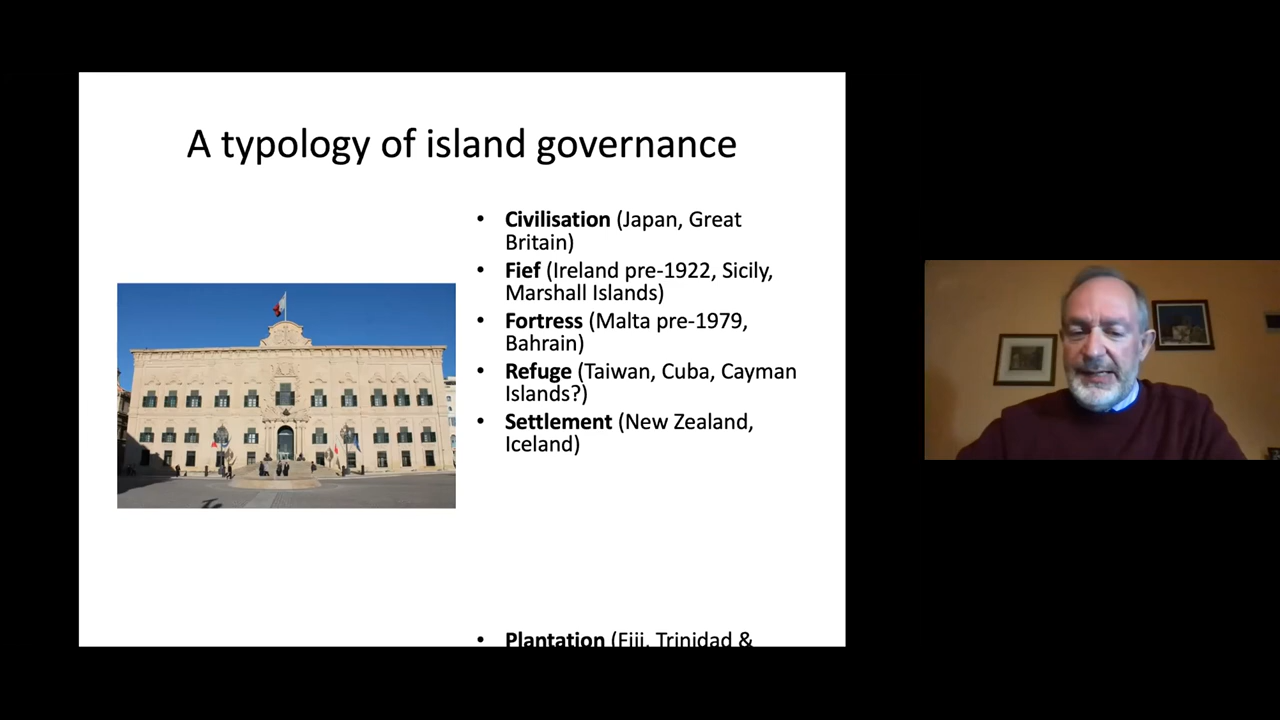 A typology of island governance
• Civilisation (Japan, Great
Britain)
• Fief (Ireland pre-1922, Sicily,
Marshall Islands)
• Fortress (Malta pre-1979,
Bahrain)
• Refuge (Taiwan, Cuba, Cayman
Islands?)
• Settlement (New Zealand,
Iceland)
• Plantation (Fiji, Trinidad &